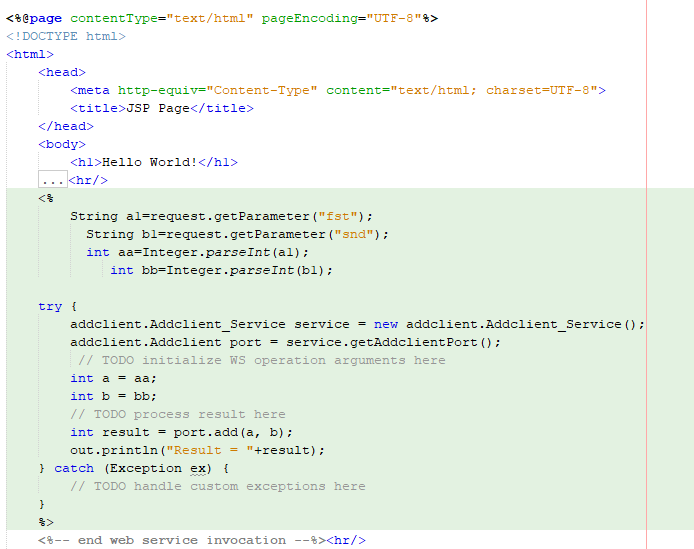 <%@page contentType="text/html" pageEncoding="UTF-8"%>
<!DOCTYPE html>
<html>
    <head>
        <meta http-equiv="Content-Type" content="text/html; charset=UTF-8">
        <title>JSP Page</title>
    </head>
    <body>
        <h1>Hello World!</h1>
    ...<hr/>
    <%
        String a1=request.getParameter("fst");
          String b1=request.getParameter("snd");
          int aa=Integer.parseInt(a1);
             int bb=Integer.parseInt(b1);

    try {
        addclient.Addclient_Service service = new addclient.Addclient_Service();
        addclient.Addclient port = service.getAddclientPort();
         // TODO initialize WS operation arguments here
        int a = aa;
        int b = bb;
        // TODO process result here
        int result = port.add(a, b);
        out.println("Result = "+result);
    } catch (Exception ex) {
        // TODO handle custom exceptions here
    }
    %>
    <%-- end web service invocation --%><hr/>